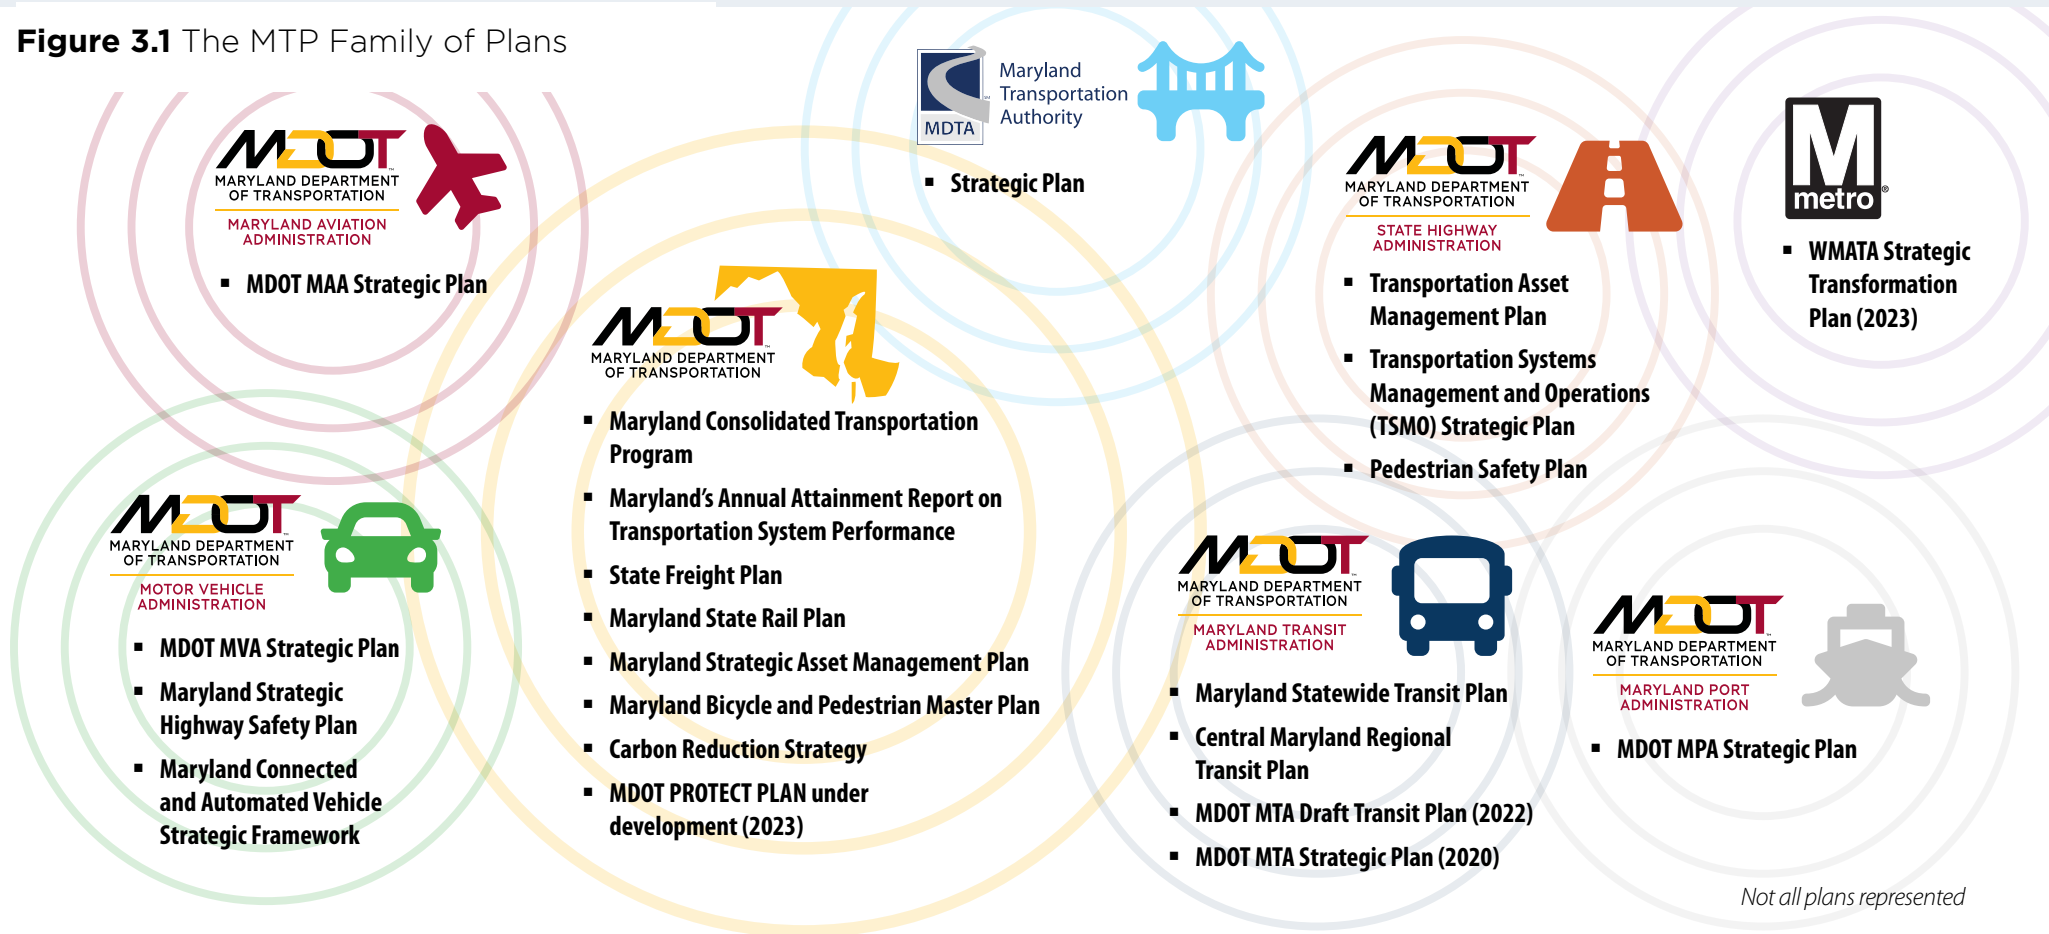 Figure 3.1 The MTP Family of Plans
MDOT
MARYLAND DEPARTMENT
OF TRANSPORTATION
MARYLAND AVIATION
ADMINISTRATION
▪ MDOT MAA Strategic Plan
MDOT
MARYLAND DEPARTMENT
OF TRANSPORTATION
MOTOR VEHICLE
ADMINISTRATION
▪ MDOT MVA Strategic Plan
▪ Maryland Strategic
Highway Safety Plan
▪ Maryland Connected
and Automated Vehicle
Strategic Framework
MDOT
MARYLAND DEPARTMENT
OF TRANSPORTATION
▪ Maryland Consolidated Transportation
Program
▪ Maryland's Annual Attainment Report on
Transportation System Performance
▪ State Freight Plan
▪ Maryland State Rail Plan
▪ Maryland Strategic Asset Management Plan
▪ Maryland Bicycle and Pedestrian Master Plan
▪ Carbon Reduction Strategy
▪ MDOT PROTECT PLAN under
development (2023)
MDTA
Maryland
Transportation
Authority
▪ Strategic Plan
MDOT
MARYLAND DEPARTMENT
OF TRANSPORTATION
STATE HIGHWAY
ADMINISTRATION
▪ Transportation Asset
Management Plan
▪ Transportation Systems
Management and Operations
(TSMO) Strategic Plan
▪ Pedestrian Safety Plan
M
metro®
▪ WMATA Strategic
Transformation
Plan (2023)
MDOT
MARYLAND DEPARTMENT
OF TRANSPORTATION
MARYLAND TRANSIT
ADMINISTRATION
▪ Maryland Statewide Transit Plan
▪ Central Maryland Regional
Transit Plan
▪ MDOT MTA Draft Transit Plan (2022)
▪ MDOT MTA Strategic Plan (2020)
MDOT
MARYLAND DEPARTMENT
OF TRANSPORTATION
MARYLAND PORT
ADMINISTRATION
▪ MDOT MPA Strategic Plan
Not all plans represented